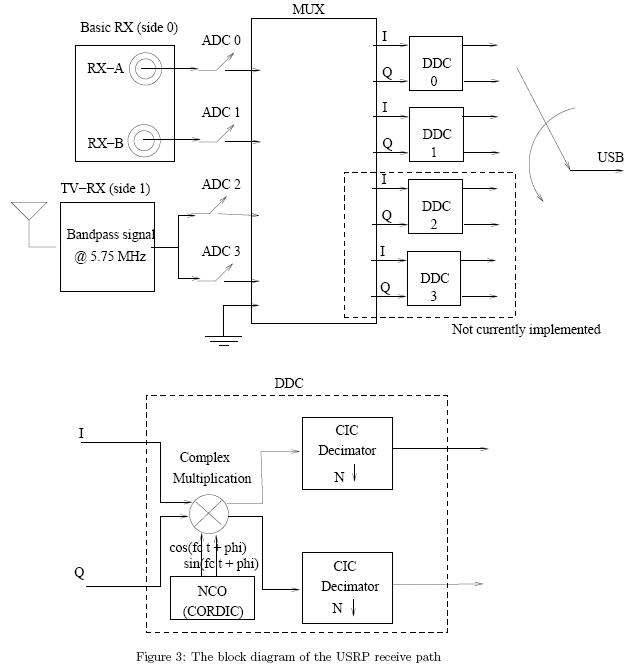 MUX
Basic RX (side 0)
ADC 0
RX−A
I
Q
DDC
0
ADC 1
RX−B
I
Q
DDC
1
USB
TV−RX (side 1)
ADC 2
I
Q
DDC
2
Bandpass signal
@ 5.75 MHz
ADC 3
I
Q
DDC
3
Not currently implemented
DDC
I
CIC
Decimator
N
Complex
Multiplication
cos(fc t + phi)
sin(fc t + phi)
Q
NCO
(CORDIC)
CIC
Decimator
N
Figure 3: The block diagram of the USRP receive path